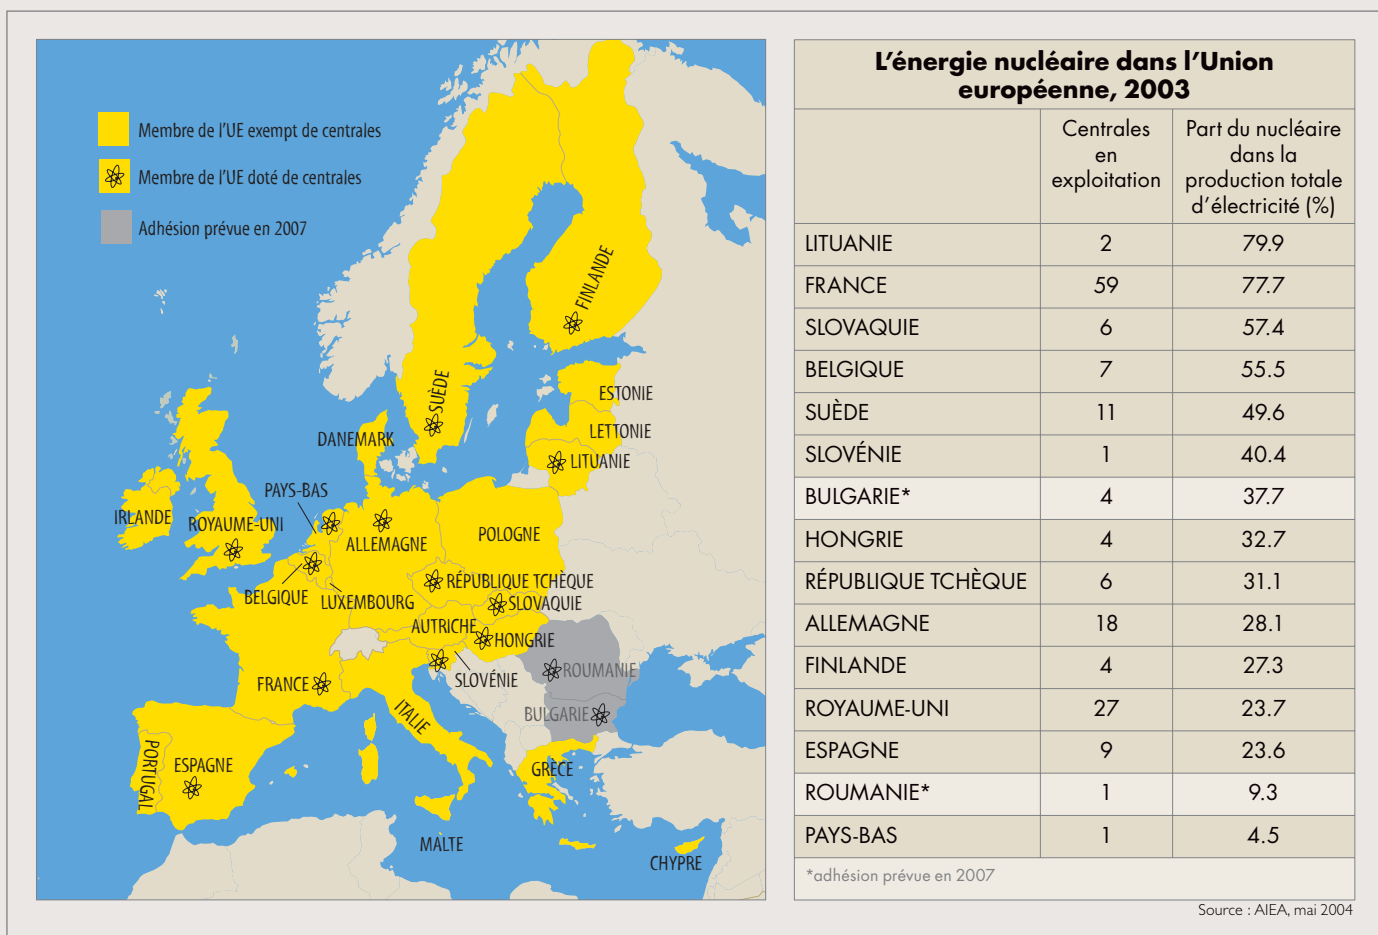 Membre de l'UE exempt de centrales
Membre de l'UE doté de centrales
Adhésion prévue en 2007
FINLANDE
SUÈDE
ESTONIE
LETTONIE
LITUANIE
DANEMARK
PAYS-BAS
IRLANDE
ROYAUME-UNI
ALLEMAGNE
POLOGNE
BELGIQUE
LUXEMBOURG
RÉPUBLIQUE TCHÈQUE
SLOVAQUIE
AUTRICHE
HONGRIE
SLOVÉNIE
ROUMANIE
FRANCE
BULGARIE
ITALIE
PORTUGAL
ESPAGNE
GRÈCE
MALTE
CHYPRE
L'énergie nucléaire dans l'Union
européenne, 2003
Centrales
en
exploitation
Part du nucléaire
dans la
production totale
d'électricité (%)
LITUANIE 2 79.9
FRANCE 59 77.7
SLOVAQUIE 6 57.4
BELGIQUE 7 55.5
SUÈDE 11 49.6
SLOVÉNIE 1 40.4
BULGARIE* 4 37.7
HONGRIE 4 32.7
RÉPUBLIQUE TCHÈQUE 6 31.1
ALLEMAGNE 18 28.1
FINLANDE 4 27.3
ROYAUME-UNI 27 23.7
ESPAGNE 9 23.6
ROUMANIE* 1 9.3
PAYS-BAS 1 4.5
*adhésion prévue en 2007
Source : AIEA, mai 2004